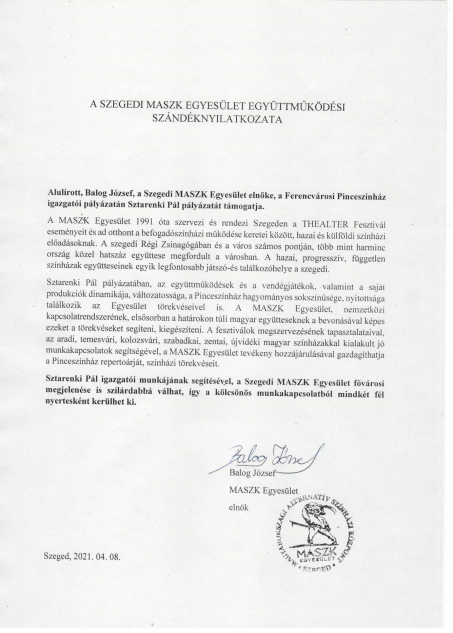 A SZEGEDI MASZK EGYESÜLET EGYÜTTMŰKÖDÉSI
SZÁNDÉKNYILATKOZATA
Alulírott, Balog József, a Szegedi MASZK Egyesület elnöke, a Ferencvárosi Pinceszínház
igazgatói pályázatán Sztarenki Pál pályázatát támogatja.
A MASZK Egyesület 1991 óta szervezi és rendezi Szegeden a THEALTER Fesztivál
eseményeit és ad otthont a befogadószínházi működése keretei között, hazai és külföldi színházi
előadásoknak. A szegedi Régi Zsinagógában és a város számos pontján, több mint harminc
ország közel hatszáz együttese megfordult a városban. A hazai, progresszív, független
színházak együtteseinek egyik legfontosabb játszó-és találkozóhelye a szegedi.
Sztarenki Pál pályázatában, az együttműködések és a vendégjátékok, valamint a saját
produkciók dinamikája, változatossága, a Pinceszínház hagyományos sokszínűsége, nyitottsága
találkozik az Egyesület törekvéseivel is. A MASZK Egyesület, nemzetközi
kapcsolatrendszerének, elsősorban a határokon túli magyar együtteseknek a bevonásával képes
ezeket a törekvéseket segíteni, kiegészíteni. A fesztiválok megszervezésének tapasztalataival,
az aradi, temesvári, kolozsvári, szabadkai, zentai, újvidéki magyar színházakkal kialakult jó
munkakapcsolatok segítségével, a MASZK Egyesület tevékeny hozzájárulásával gazdagíthatja
a Pinceszínház repertoárját, színházi törekvéseit.
Sztarenki Pál igazgatói munkájának segítésével, a Szegedi MASZK Egyesület fővárosi
megjelenése is szilárdabbá válhat, így a kölcsönös munkakapcsolatból mindkét fél
nyertesként kerülhet ki.
Balog József
Balog József
MASZK Egyesület
elnök
MAGYARORSZÁGI ALTERNATÍV SZÍNHÁZI KÖZPONT
MASZK
EGYESÜLET
SZEGED
Szeged, 2021. 04. 08.